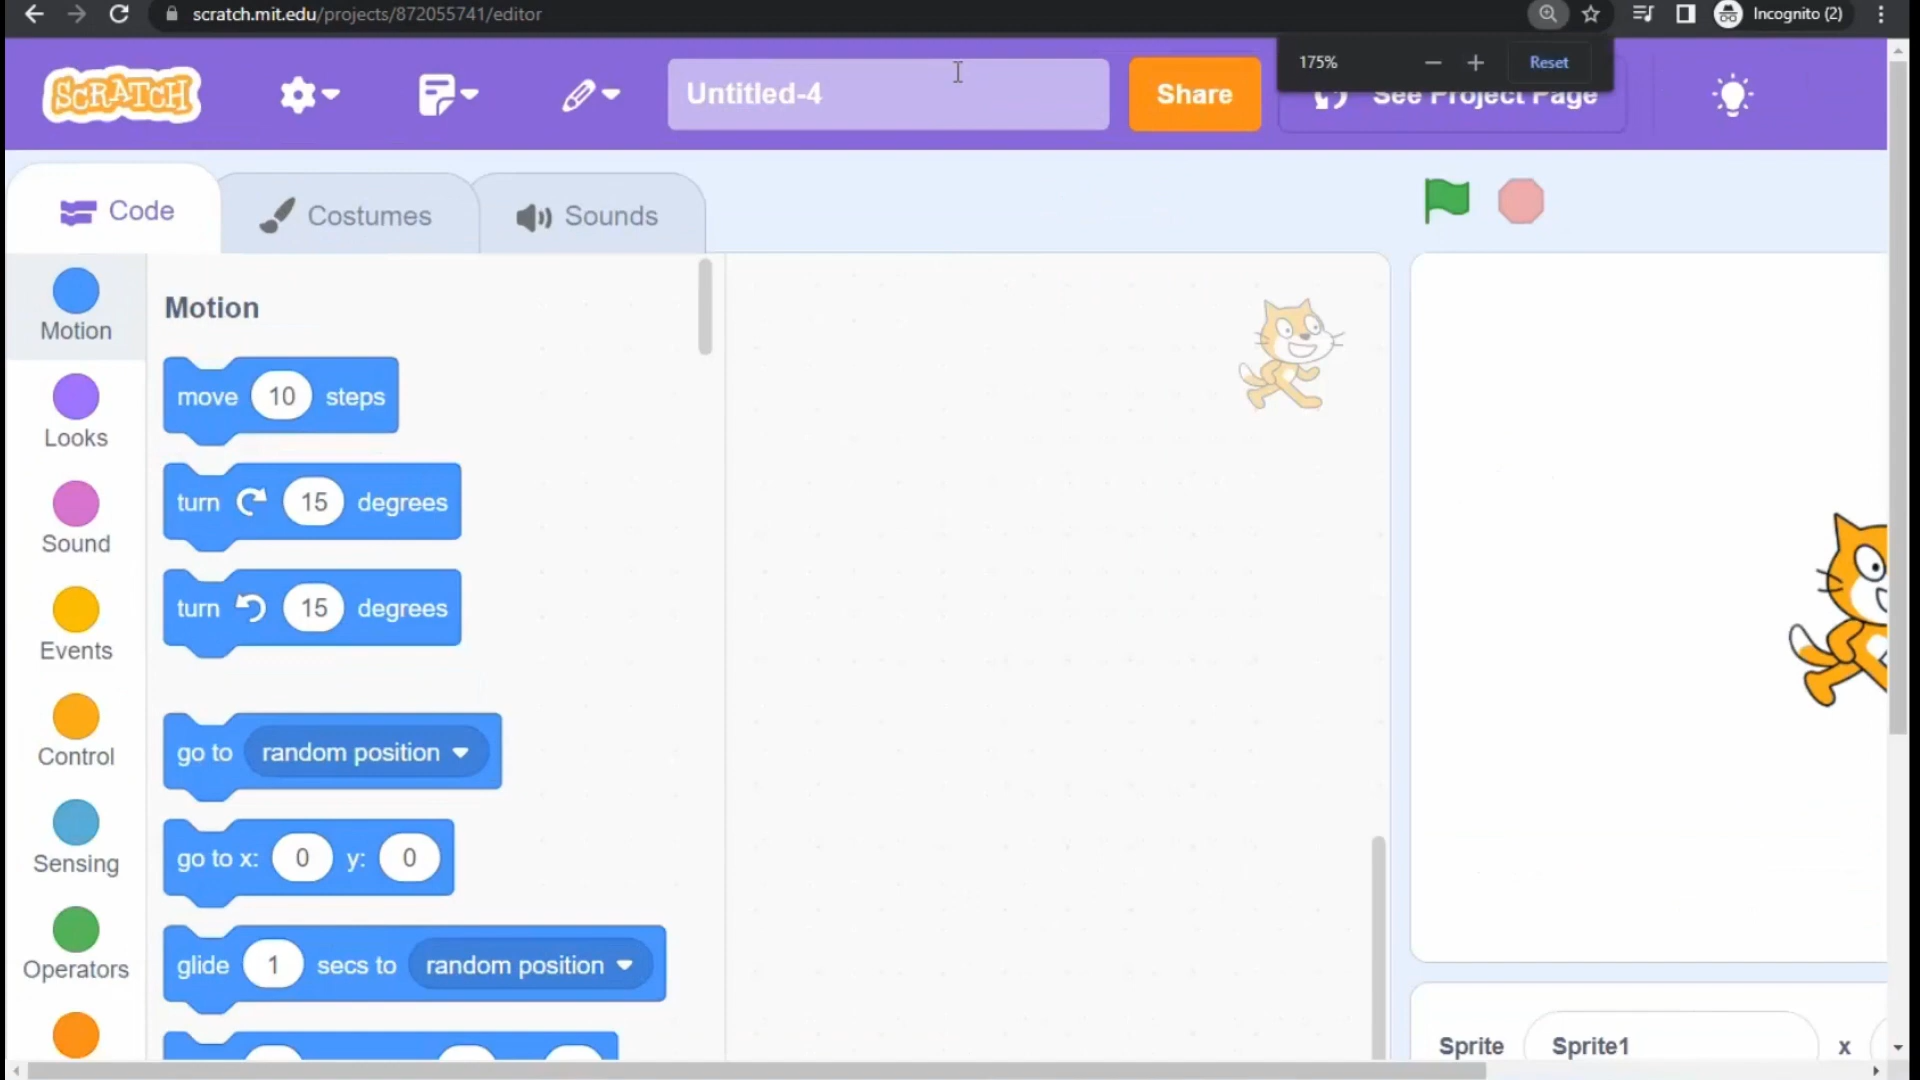 scratch.mit.edu/projects/872055741/editor
Incognito (2)
175%
Reset
SCRATCH
Untitled-4
Share
See Project Page
Code
Costumes
Sounds
Motion
Looks
Sound
Events
Control
Sensing
Operators
Motion
move 10 steps
turn 15 degrees
turn 15 degrees
go to random position
go to x: 0 y: 0
glide 1 secs to random position
Sprite Sprite1 x